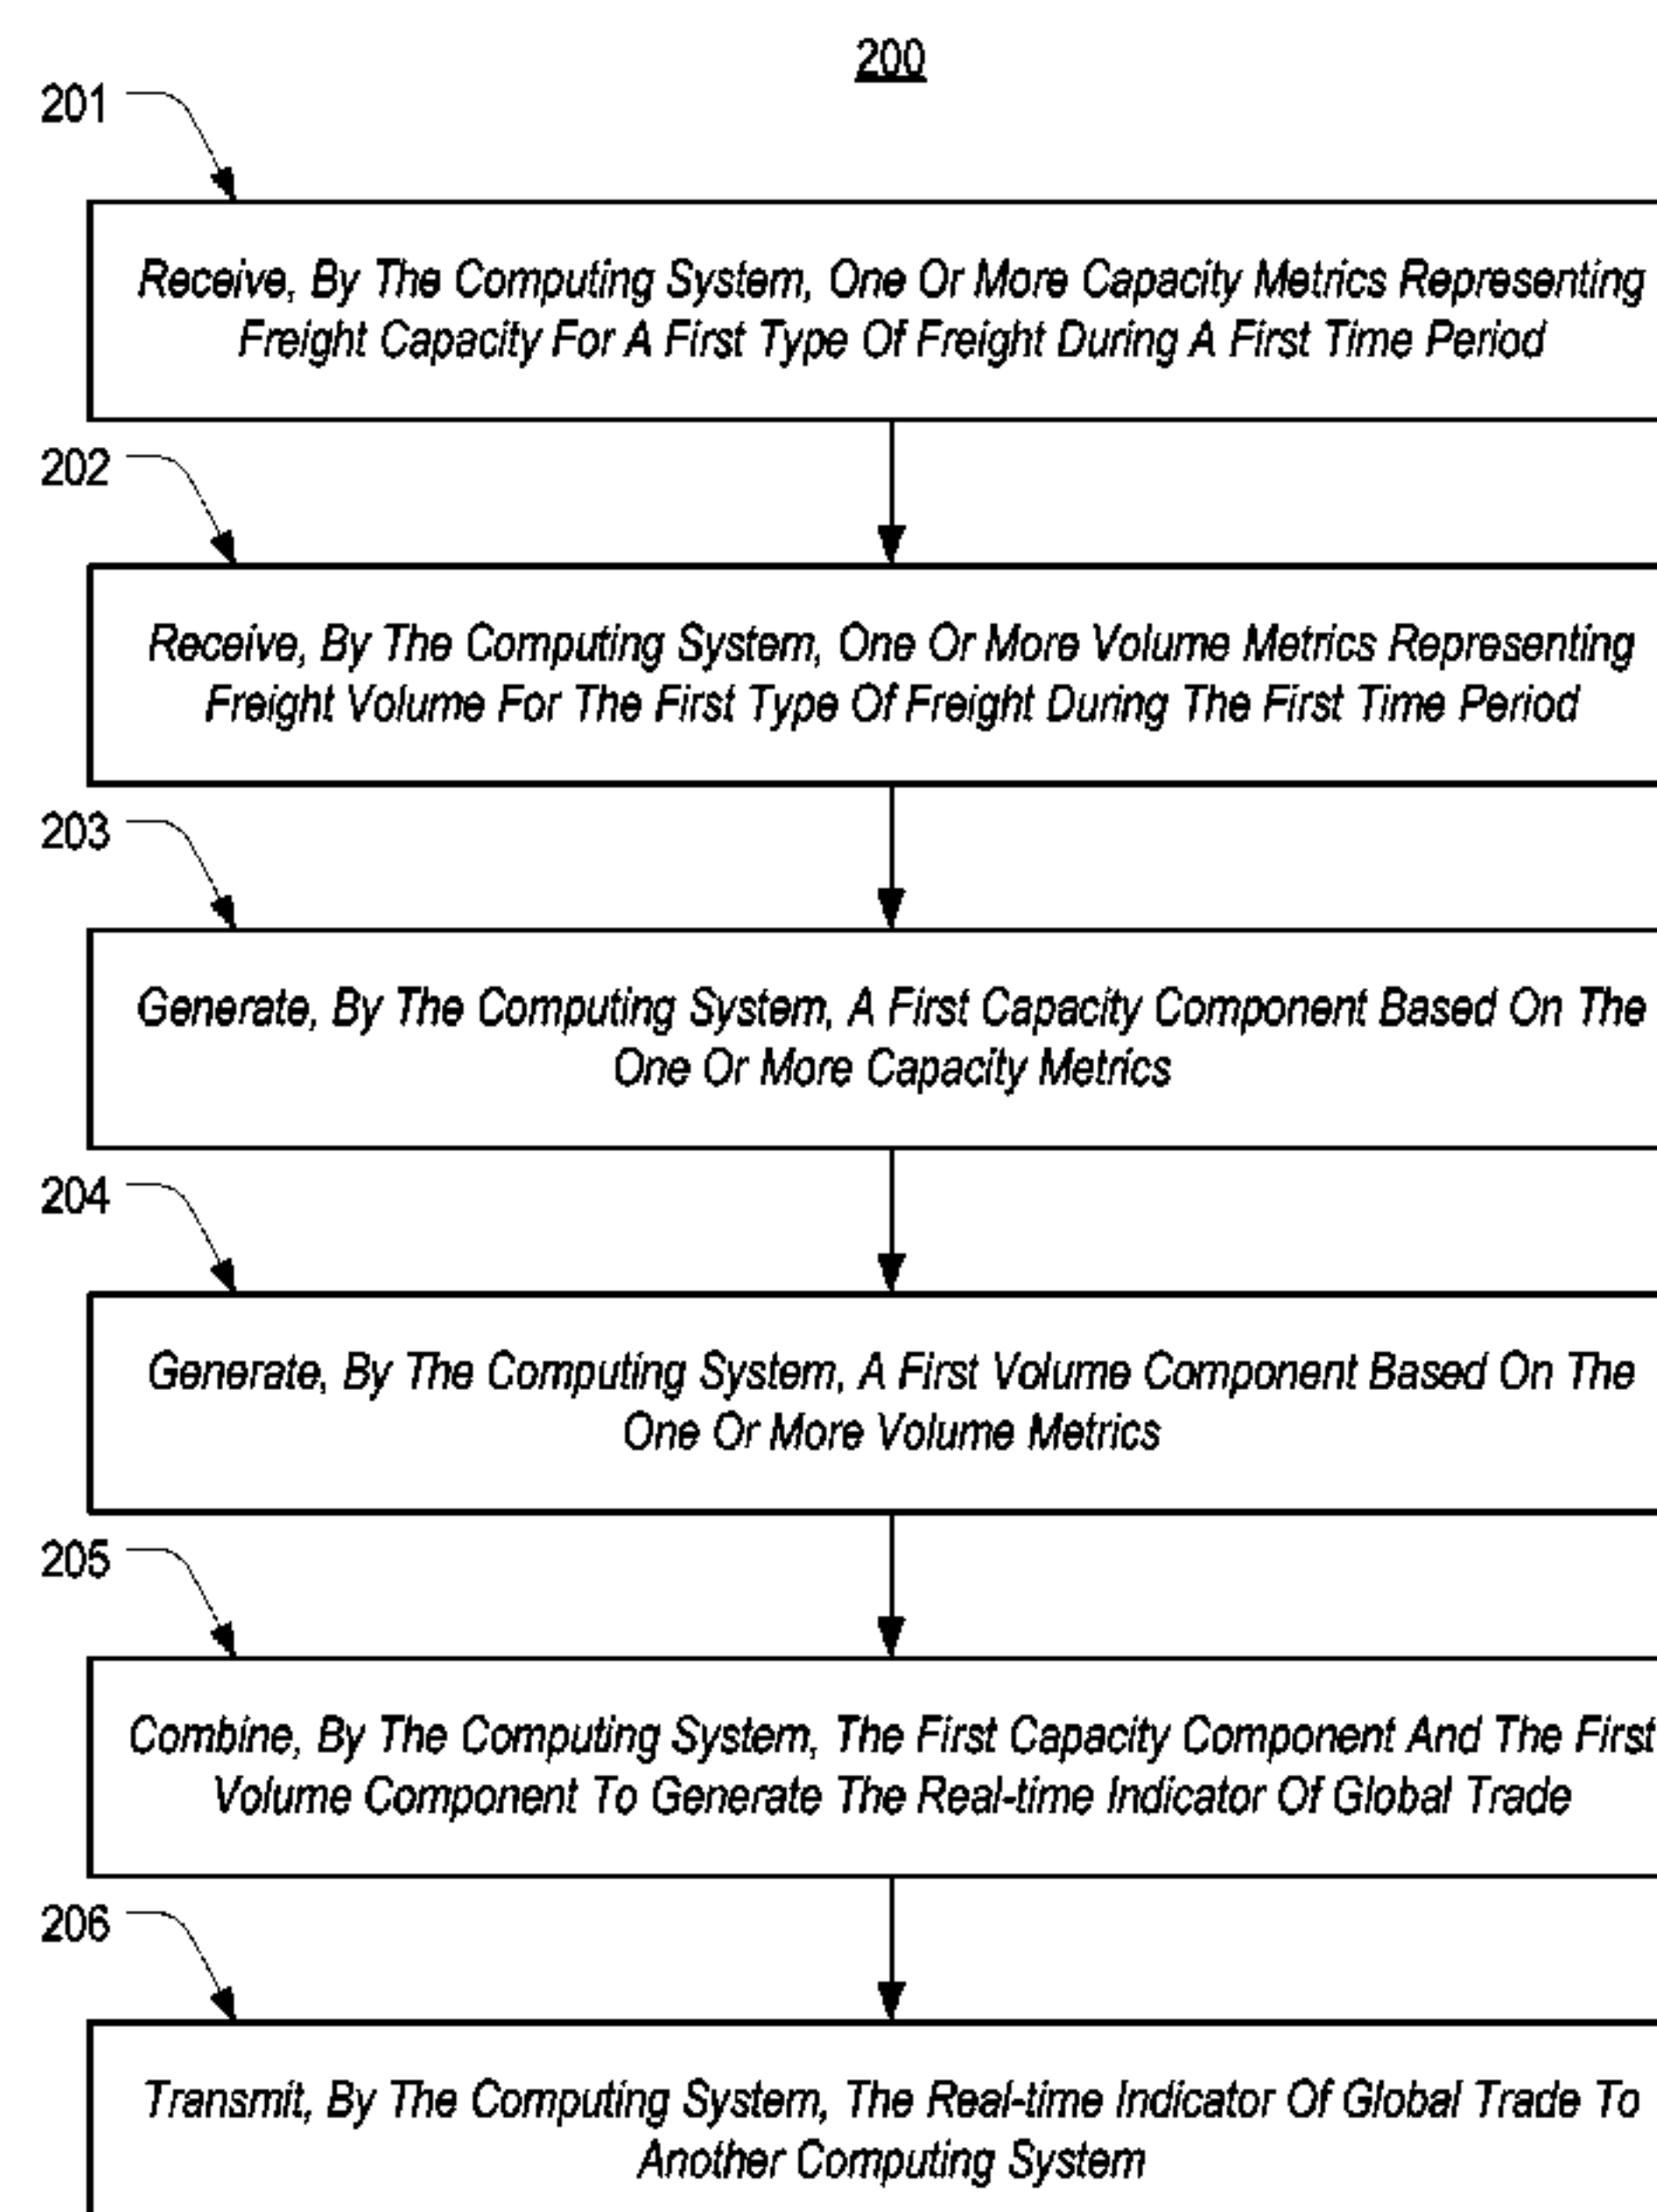 200
201
Receive, By The Computing System, One Or More Capacity Metrics Representing
Freight Capacity For A First Type Of Freight During A First Time Period
202
Receive, By The Computing System, One Or More Volume Metrics Representing
Freight Volume For The First Type Of Freight During The First Time Period
203
Generate, By The Computing System, A First Capacity Component Based On The
One Or More Capacity Metrics
204
Generate, By The Computing System, A First Volume Component Based On The
One Or More Volume Metrics
205
Combine, By The Computing System, The First Capacity Component And The First
Volume Component To Generate The Real-time Indicator Of Global Trade
206
Transmit, By The Computing System, The Real-time Indicator Of Global Trade To
Another Computing System